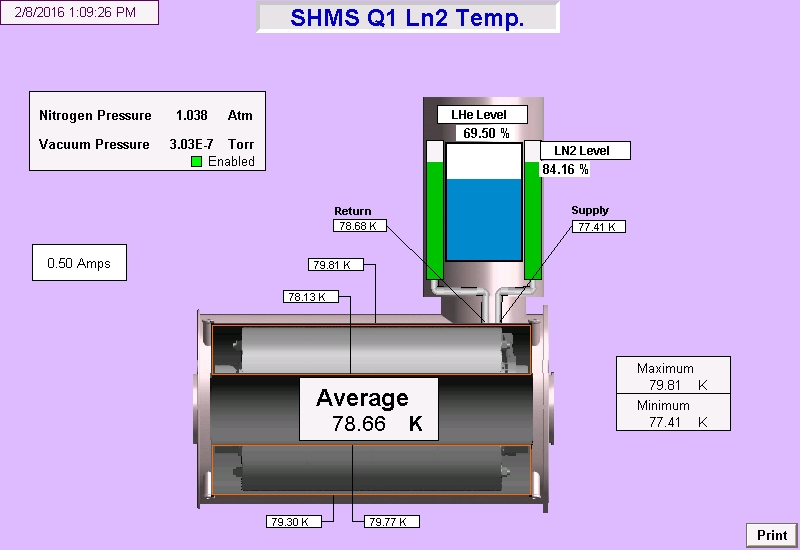 2/8/2016 1:09:26 PM
SHMS Q1 Ln2 Temp.
Nitrogen Pressure 1.038 Atm
Vacuum Pressure 3.03E-7 Torr
Enabled
LHe Level
69.50 %
LN2 Level
84.16 %
Return
78.68 K
Supply
77.41 K
0.50 Amps
79.81 K
78.13 K
Average
78.66 K
Maximum
79.81 K
Minimum
77.41 K
79.30 K
79.77 K
Print